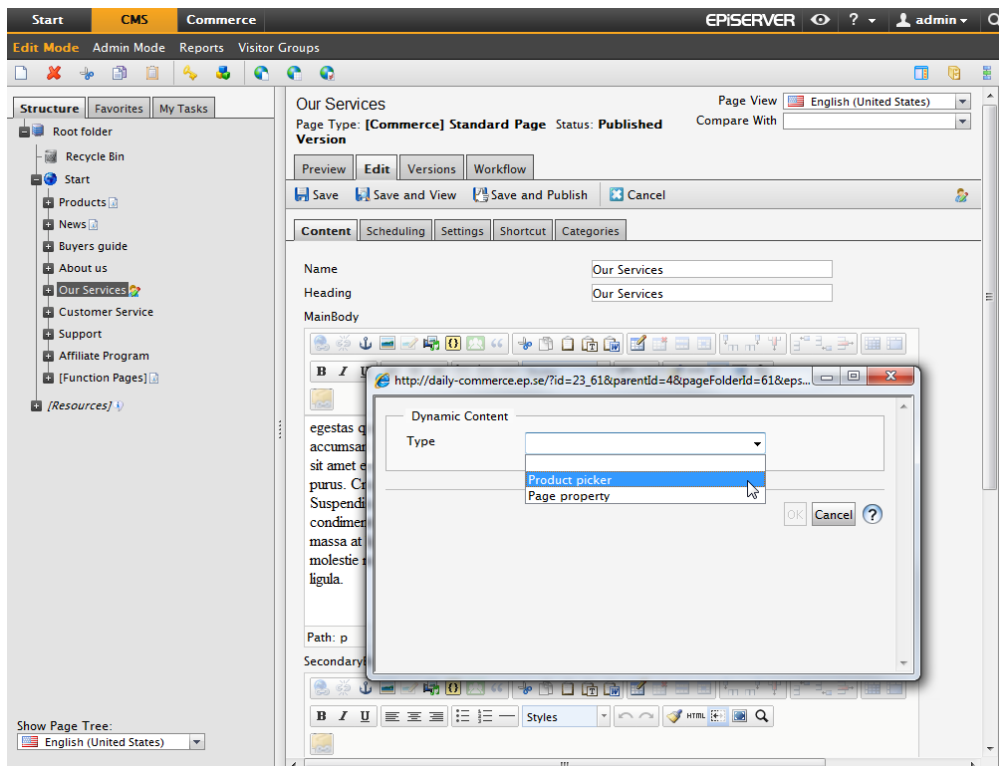 Start CMS Commerce EPiSERVER ? admin
Edit Mode Admin Mode Reports Visitor Groups
Structure Favorites My Tasks
Root folder
Recycle Bin
Start
Products
News
Buyers guide
About us
Our Services
Customer Service
Support
Affiliate Program
[Function Pages]
[Resources]
Show Page Tree:
English (United States)
Our Services
Page View English (United States)
Page Type: [Commerce] Standard Page Status: Published
Version
Compare With
Preview Edit Versions Workflow
Save Save and View Save and Publish Cancel
Content Scheduling Settings Shortcut Categories
Name Our Services
Heading Our Services
MainBody
B I U
http://daily-commerce.ep.se/?id=23_61&parentId=4&pageFolderId=61&eps...
Dynamic Content
Type
Product picker
Page property
OK Cancel ?
egestas
accumsan
sit amet
purus.
massa at
molestie
ligula.
Path: p
B I U Styles HTML